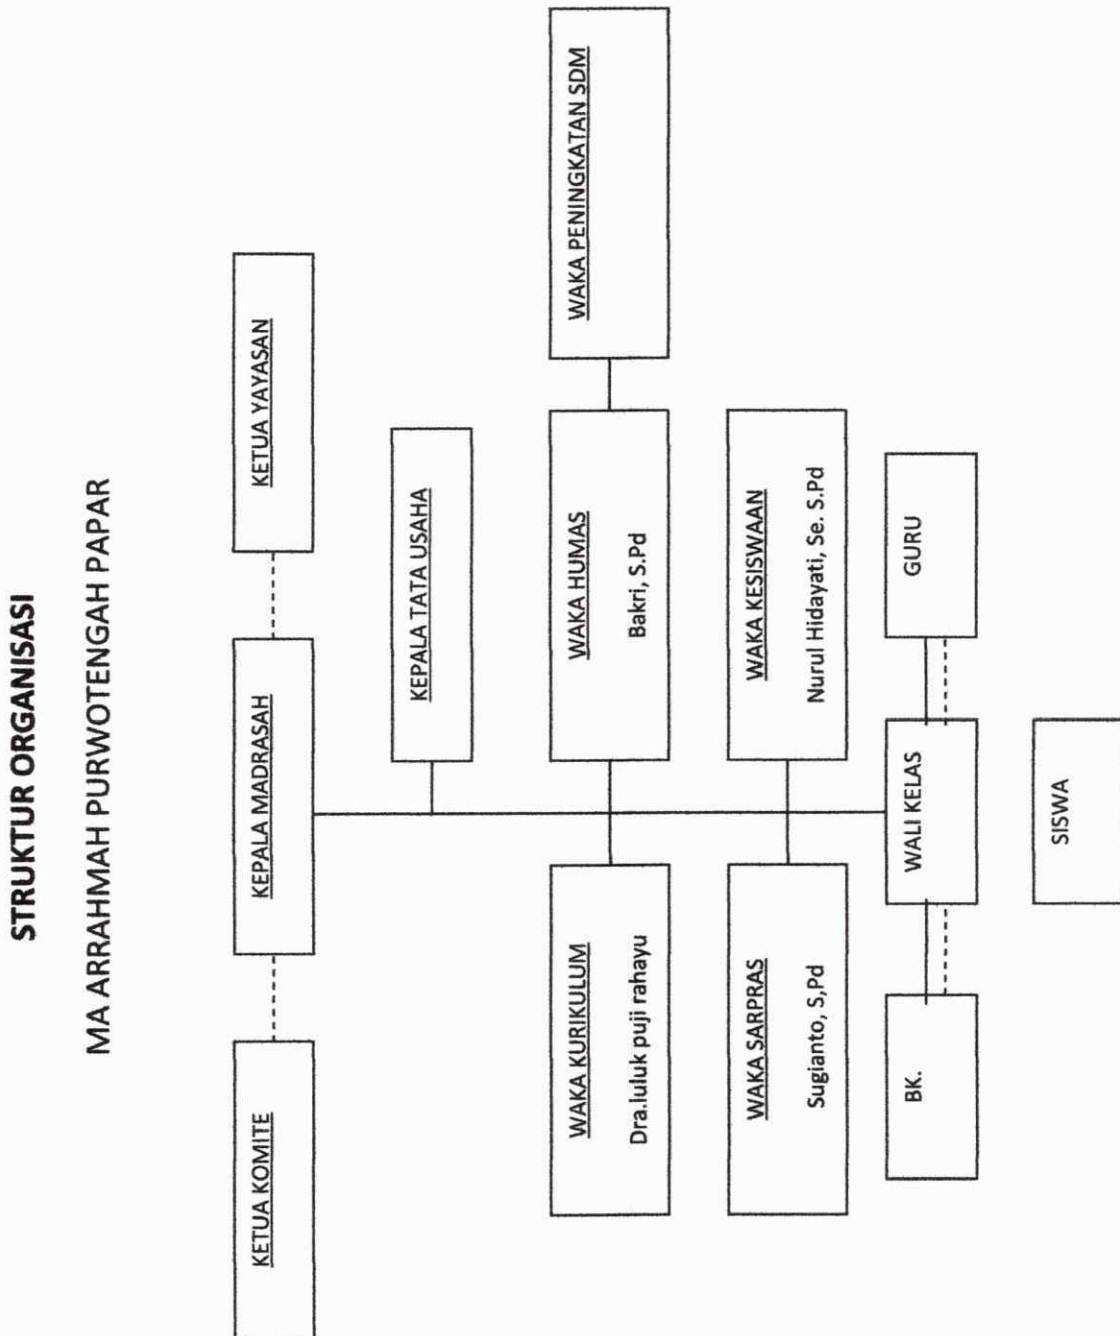 STRUKTUR ORGANISASI
MA ARRAHMAH PURWOTENGAH PAPAR
KETUA KOMITE
KEPALA MADRASAH
KETUA YAYASAN
KEPALA TATA USAHA
WAKA KURIKULUM
Dra.luluk puji rahayu
WAKA HUMAS
Bakri, S.Pd
WAKA PENINGKATAN SDM
WAKA SARPRAS
Sugianto, S,Pd
WAKA KESISWAAN
Nurul Hidayati, Se. S.Pd
BK.
WALI KELAS
GURU
SISWA